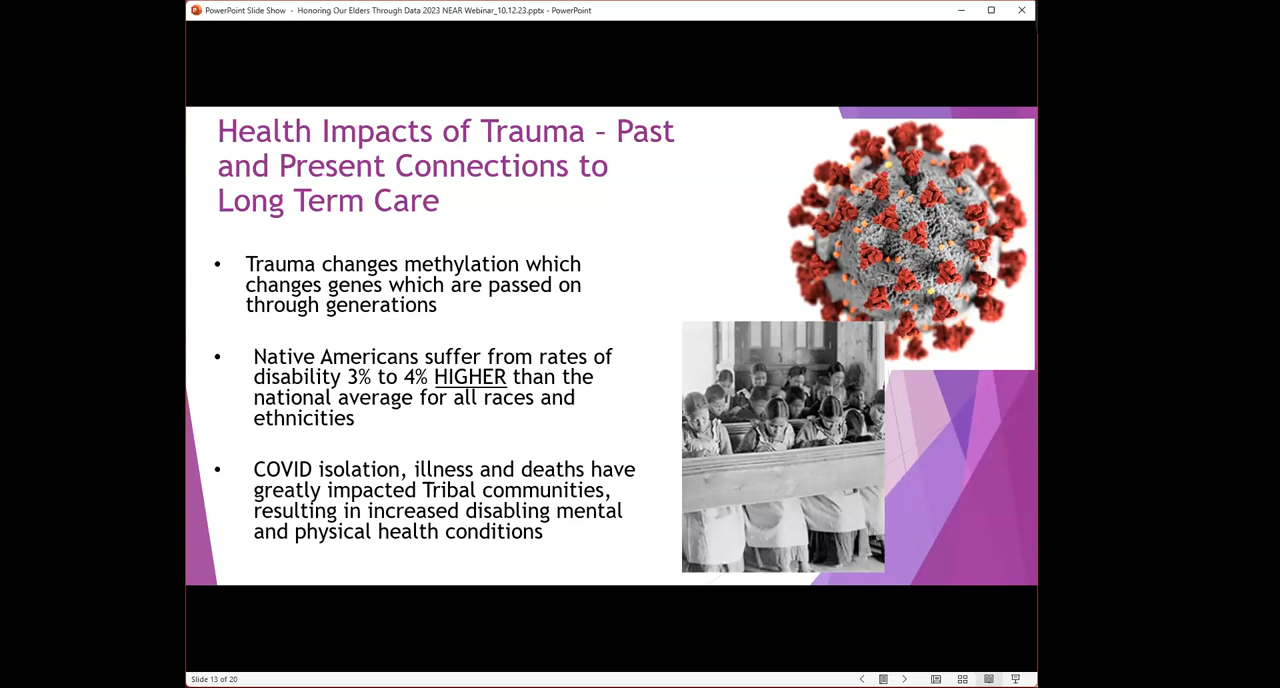 PowerPoint Slide Show - Honoring Our Elders Through Data 2023 NEAR Webinar_10.12.23.pptx - PowerPoint
Health Impacts of Trauma – Past
and Present Connections to
Long Term Care
• Trauma changes methylation which
changes genes which are passed on
through generations
• Native Americans suffer from rates of
disability 3% to 4% HIGHER than the
national average for all races and
ethnicities
• COVID isolation, illness and deaths have
greatly impacted Tribal communities,
resulting in increased disabling mental
and physical health conditions
Slide 13 of 20